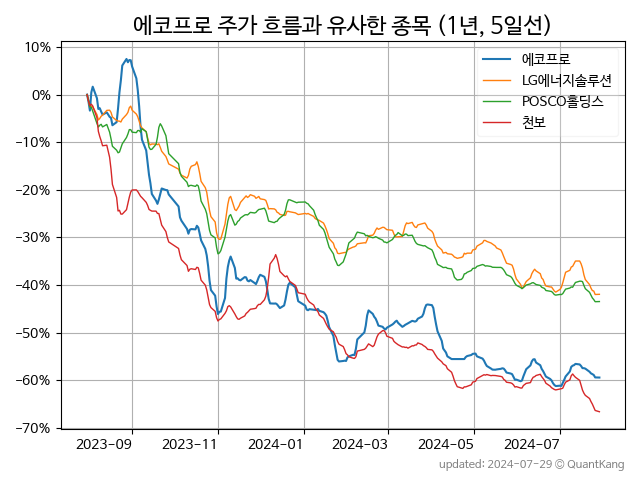 에코프로 주가 흐름과 유사한 종목 (1년, 5일선)
에코프로
LG에너지솔루션
POSCO홀딩스
천보
10%
0%
−10%
−20%
−30%
−40%
−50%
−60%
−70%
2023-09
2023-11
2024-01
2024-03
2024-05
2024-07
updated: 2024-07-29 © QuantKang